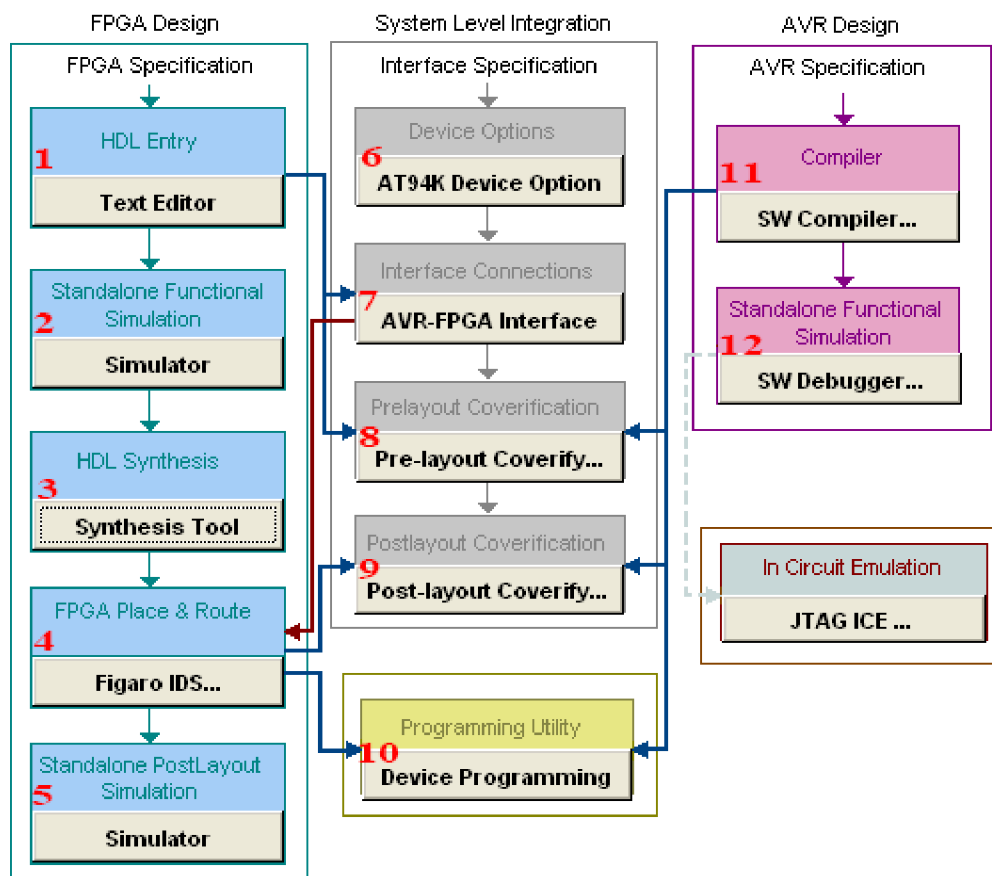 FPGA Design
FPGA Specification
HDL Entry
1
Text Editor
Standalone Functional
Simulation
2
Simulator
HDL Synthesis
3
Synthesis Tool
FPGA Place & Route
4
Figaro IDS...
Standalone PostLayout
Simulation
5
Simulator
System Level Integration
Interface Specification
Device Options
6
AT94K Device Option
Interface Connections
7
AVR-FPGA Interface
Prelayout Coverification
8
Pre-layout Coverify...
Postlayout Coverification
9
Post-layout Coverify...
Programming Utility
10
Device Programming
AVR Design
AVR Specification
Compiler
11
SW Compiler...
Standalone Functional
Simulation
12
SW Debugger...
In Circuit Emulation
JTAG ICE ...